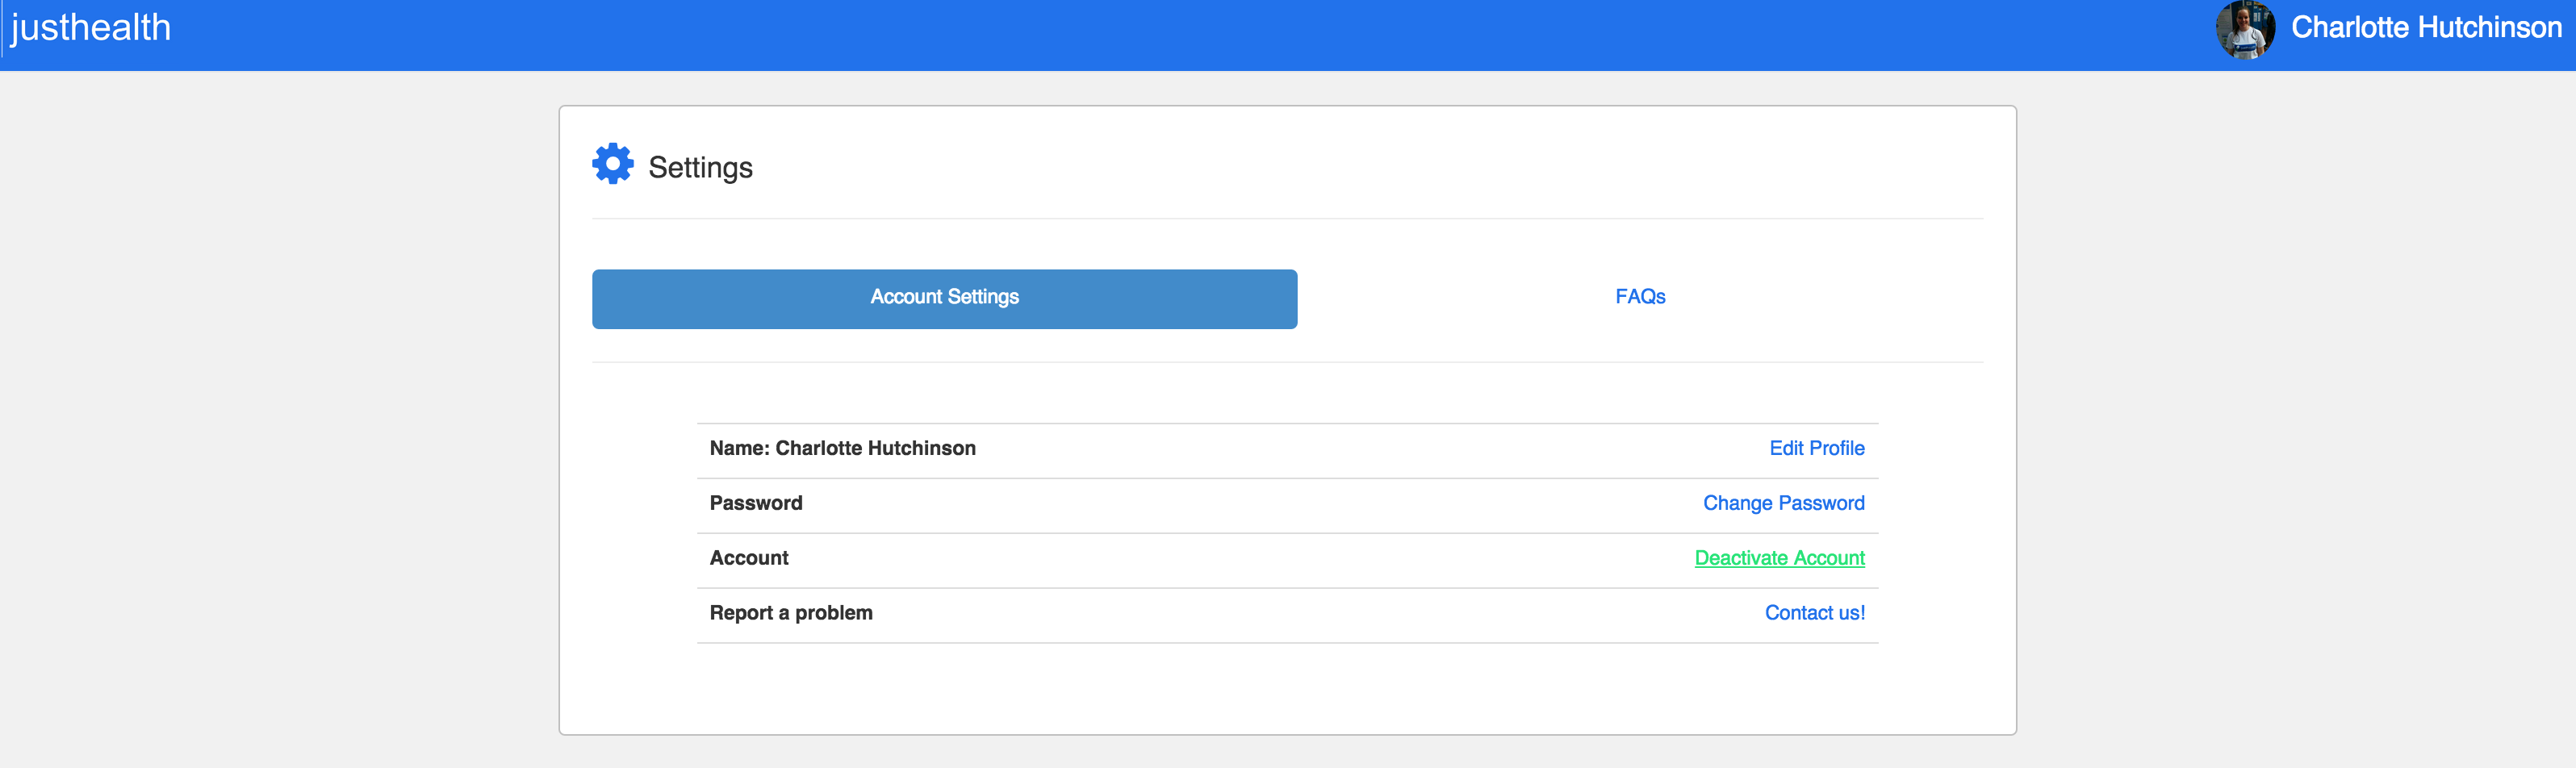 justhealth
Charlotte Hutchinson
Settings
Account Settings
FAQs
Name: Charlotte Hutchinson
Edit Profile
Password
Change Password
Account
Deactivate Account
Report a problem
Contact us!